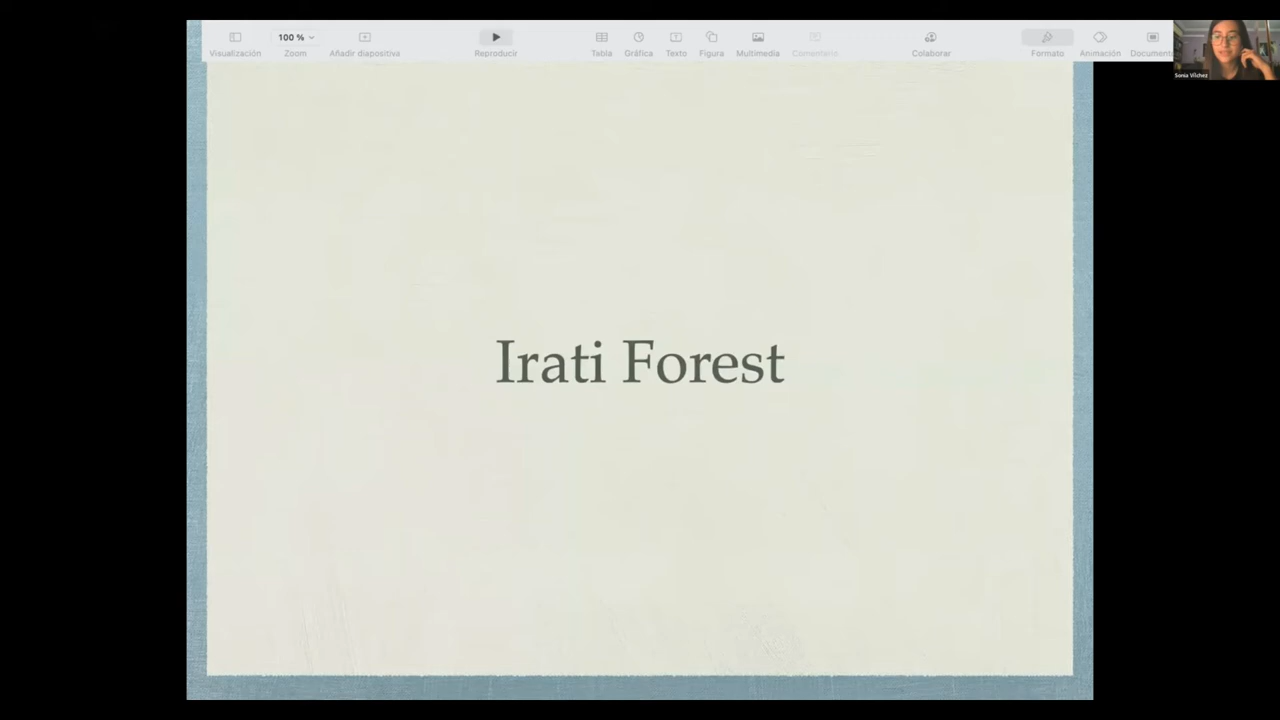 Visualización
100 %
Zoom
Añadir diapositiva
Reproducir
Tabla
Gráfica
Texto
Figura
Multimedia
Comentario
Colaborar
Formato
Animación
Documento
Sonia Vílchez
Irati Forest